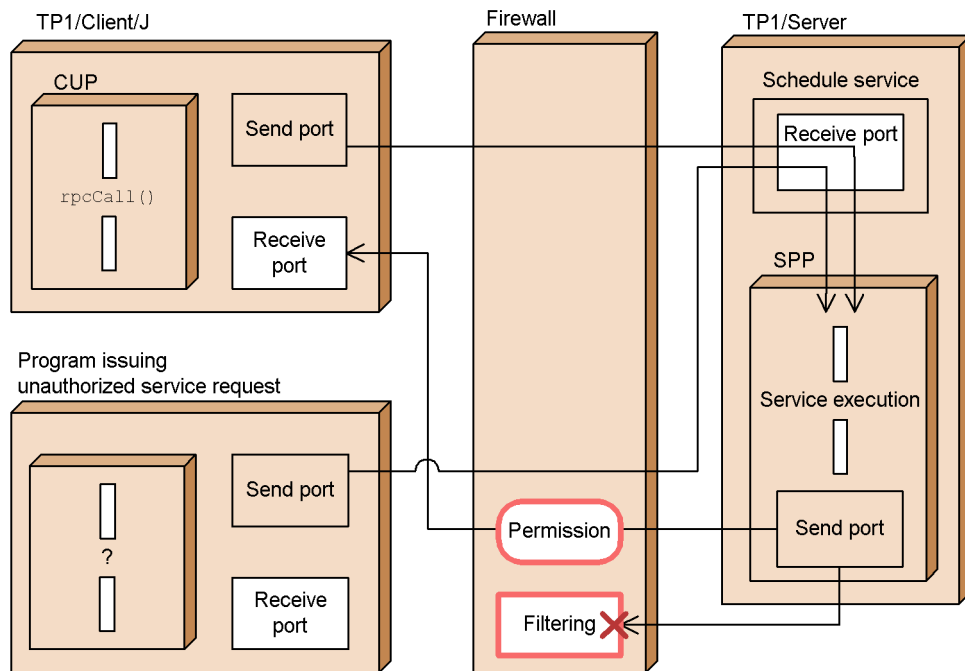 TP1/Client/J
Firewall
TP1/Server
CUP
Send port
rpcCall()
Receive
port
Schedule service
Receive port
SPP
Service execution
Send port
Program issuing
unauthorized service request
Send port
?
Receive
port
Permission
Filtering